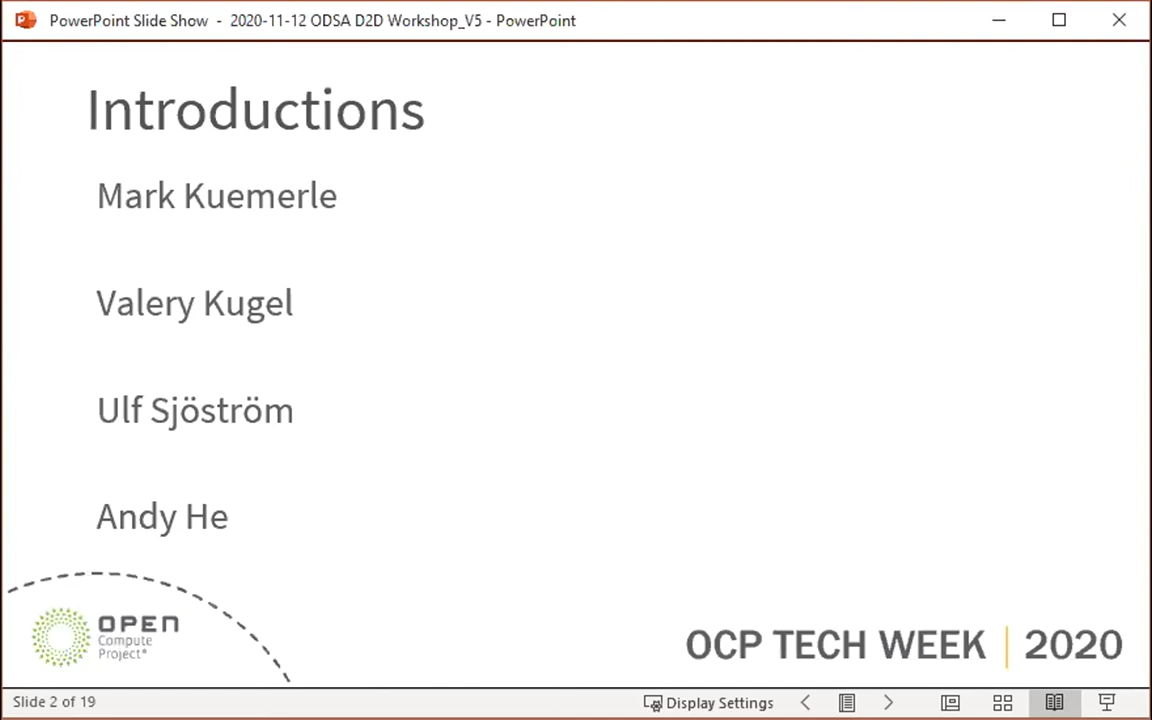 PowerPoint Slide Show - 2020-11-12 ODSA D2D Workshop_V5 - PowerPoint
Introductions
Mark Kuemerle
Valery Kugel
Ulf Sjöström
Andy He
OPEN
Compute
Project®
OCP TECH WEEK | 2020
Slide 2 of 19
Display Settings